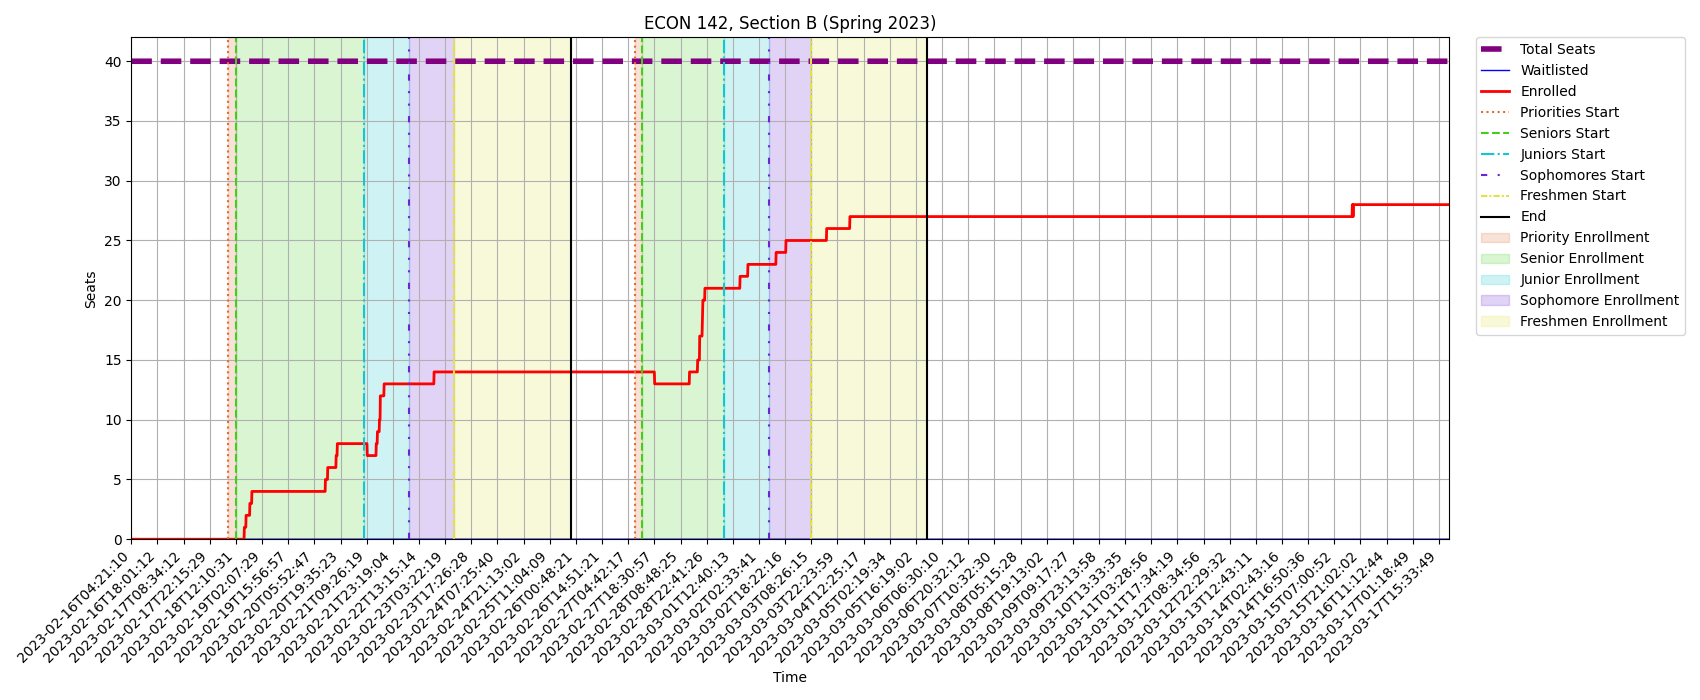 ECON 142, Section B (Spring 2023)
40
35
30
25
20
15
10
5
0
Seats
2023-02-16T04:21:10
2023-02-16T18:01:12
2023-02-17T08:34:12
2023-02-17T22:15:29
2023-02-18T12:10:31
2023-02-19T02:07:29
2023-02-19T15:56:57
2023-02-20T05:52:47
2023-02-20T19:35:23
2023-02-21T09:26:19
2023-02-21T23:19:04
2023-02-22T13:15:14
2023-02-23T03:22:19
2023-02-23T17:26:28
2023-02-24T07:25:40
2023-02-24T21:13:02
2023-02-25T11:04:09
2023-02-26T00:48:21
2023-02-26T14:51:21
2023-02-27T04:42:17
2023-02-27T18:30:57
2023-02-28T08:48:25
2023-02-28T22:41:26
2023-03-01T12:40:13
2023-03-02T02:33:41
2023-03-02T18:22:16
2023-03-03T08:26:15
2023-03-03T22:23:59
2023-03-04T12:25:17
2023-03-05T02:19:34
2023-03-05T16:19:02
2023-03-06T06:30:10
2023-03-06T20:32:12
2023-03-07T10:32:30
2023-03-08T05:15:28
2023-03-08T19:13:02
2023-03-09T09:17:27
2023-03-09T23:13:58
2023-03-10T13:33:35
2023-03-11T03:28:56
2023-03-11T17:34:19
2023-03-12T08:34:56
2023-03-12T22:29:32
2023-03-13T12:43:11
2023-03-14T02:43:16
2023-03-14T16:50:36
2023-03-15T07:00:52
2023-03-15T21:02:02
2023-03-16T11:12:44
2023-03-17T01:18:49
2023-03-17T15:33:49
Time
Total Seats
Waitlisted
Enrolled
Priorities Start
Seniors Start
Juniors Start
Sophomores Start
Freshmen Start
End
Priority Enrollment
Senior Enrollment
Junior Enrollment
Sophomore Enrollment
Freshmen Enrollment